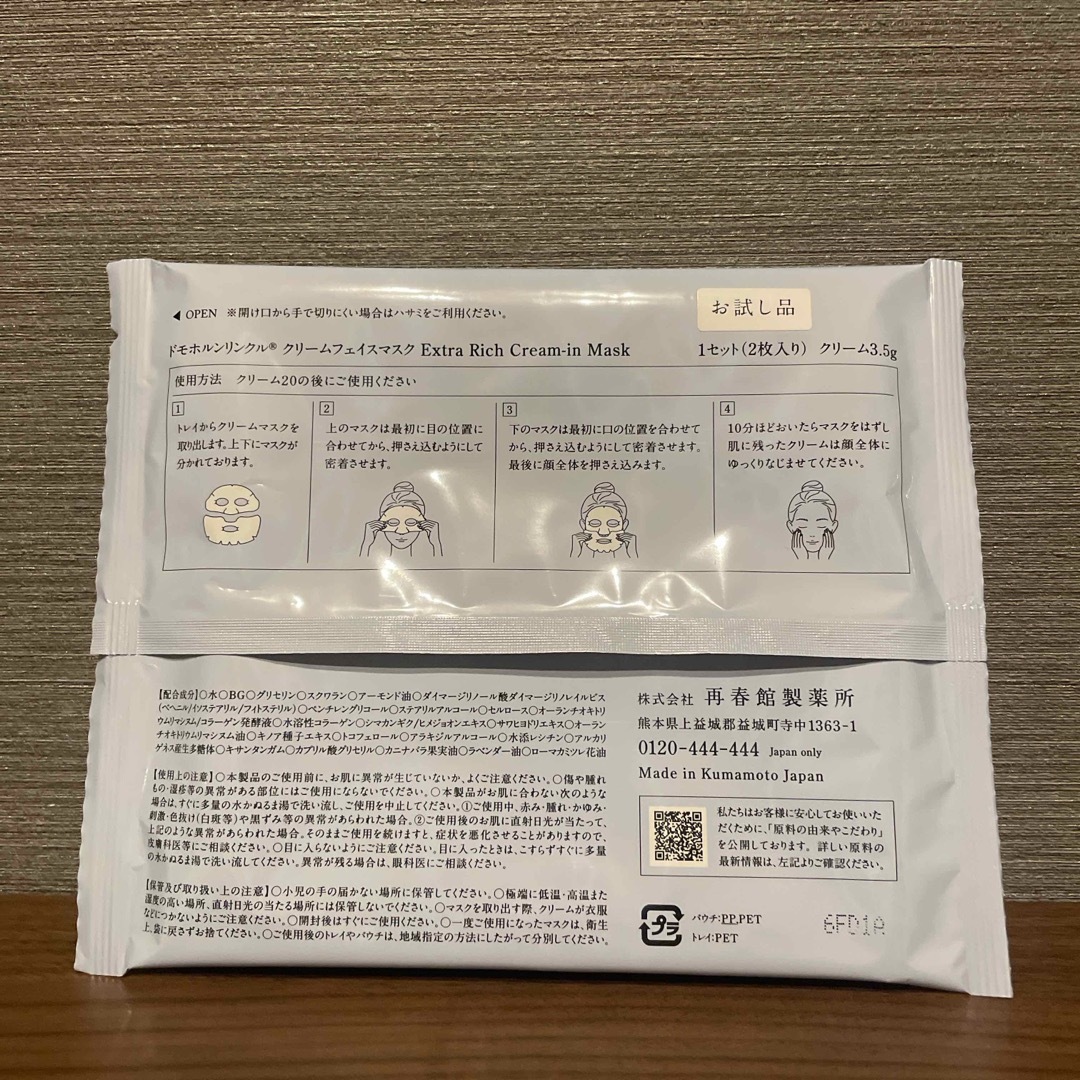 ◀ OPEN ※開け口から手で切りにくい場合はハサミをご利用ください。
お試し品
ドモホルンリンクル® クリームフェイスマスク Extra Rich Cream-in Mask 1セット(2枚入り) クリーム3.5g
使用方法 クリーム20の後にご使用ください
1
トレイからクリームマスクを
取り出します。上下にマスクが
分かれております。
2
上のマスクは最初に目の位置に
合わせてから、押さえ込むようにして
密着させます。
3
下のマスクは最初に口の位置を合わせて
から、押さえ込むようにして密着させます。
最後に顔全体を押さえ込みます。
4
10分ほどおいたらマスクをはずし
肌に残ったクリームは顔全体に
ゆっくりなじませてください。
【配合成分】○水○BG○グリセリン○スクワラン○アーモンド油○ダイマージリノール酸ダイマージリノレイルビス
(ベヘニル/イソステアリル/フィトステリル)○ペンチレングリコール○ステアリルアルコール○セルロース○オーランチオキトリ
ウムリマシスム/コラーゲン発酵液○水溶性コラーゲン○シマカンギク/ヒメジョオンエキス○サワヒヨドリエキス○オーラン
チオキトリウムリマシスム油○キノア種子エキス○トコフェロール○アラキジルアルコール○水添レシチン○アルカリ
ゲネス産生多糖体○キサンタンガム○カプリル酸グリセリル○カニナバラ果実油○ラベンダー油○ローマカミツレ花油
【使用上の注意】○本製品のご使用前に、お肌に異常が生じていないか、よくご注意ください。○傷や腫れ
もの・湿疹等の異常がある部位にはご使用にならないでください。○本製品がお肌に合わない次のような
場合は、すぐに多量の水かぬるま湯で洗い流し、ご使用を中止してください。①ご使用中、赤み・腫れ・かゆみ・
刺激・色抜け(白斑等)や黒ずみ等の異常があらわれた場合。②ご使用後のお肌に直射日光が当たって、
上記のような異常があらわれた場合。そのままご使用を続けますと、症状を悪化させることがありますので、
皮膚科医等にご相談ください。○目に入らないようにご注意ください。目に入ったときは、こすらずすぐに多量
の水かぬるま湯で洗い流してください。異常が残る場合は、眼科医にご相談ください。
【保管及び取り扱い上の注意】○小児の手の届かない場所に保管してください。○極端に低温・高温また
湿度の高い場所、直射日光の当たる場所には保管しないでください。○マスクを取り出す際、クリームが衣服
などにつかないようにご注意ください。○開封後はすぐにご使用ください。○一度ご使用になったマスクは、衛生
上、袋に戻さずお捨てください。○ご使用後のトレイやパウチは、地域指定の方法にしたがって分別してください。
株式会社 再春館製薬所
熊本県上益城郡益城町寺中1363-1
0120-444-444 Japan only
Made in Kumamoto Japan
私たちはお客様に安心してお使いいた
だくために、「原料の由来やこだわり」
を公開しております。詳しい原料の
最新情報は、左記よりご確認ください。
プラ
パウチ:PP,PET
トレイ:PET
6FD1A